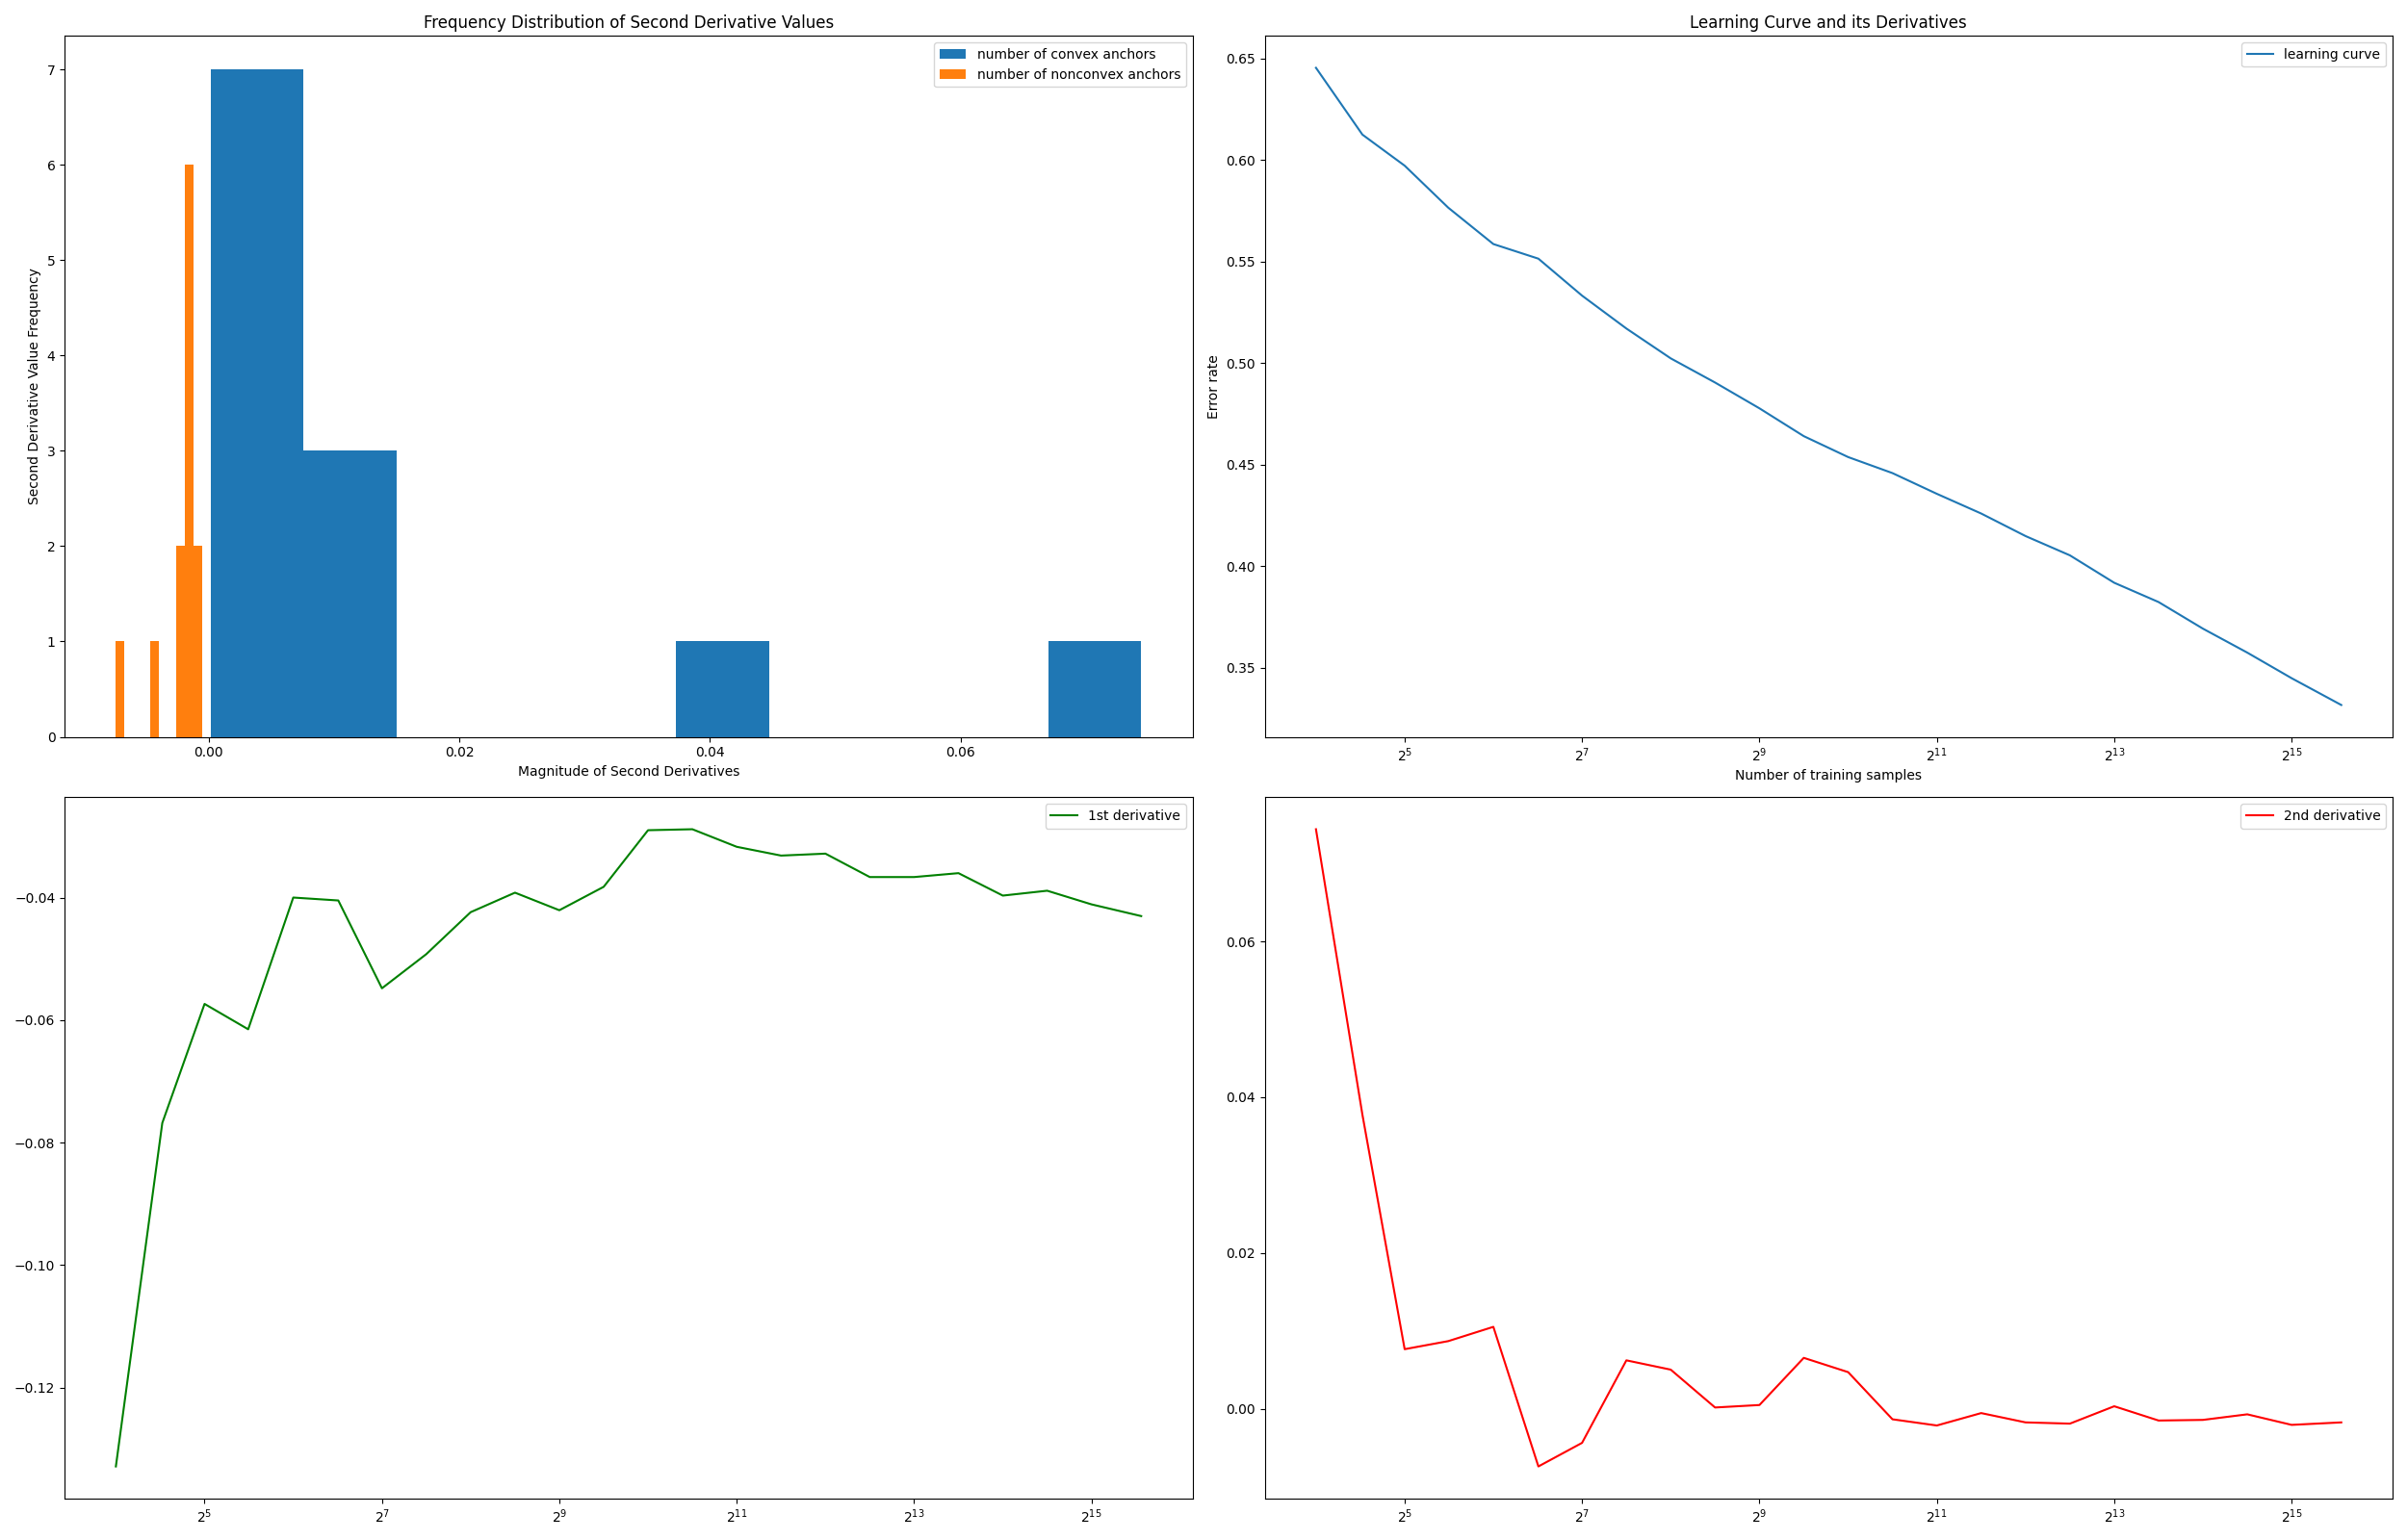 Frequency Distribution of Second Derivative Values
number of convex anchors
number of nonconvex anchors
7
6
5
4
3
2
1
0
Second Derivative Value Frequency
0.00 0.02 0.04 0.06
Magnitude of Second Derivatives
Learning Curve and its Derivatives
learning curve
0.65
0.60
0.55
0.50
0.45
0.40
0.35
Error rate
2^5 2^7 2^9 2^11 2^13 2^15
Number of training samples
1st derivative
−0.04
−0.06
−0.08
−0.10
−0.12
2^5 2^7 2^9 2^11 2^13 2^15
2nd derivative
0.06
0.04
0.02
0.00
2^5 2^7 2^9 2^11 2^13 2^15